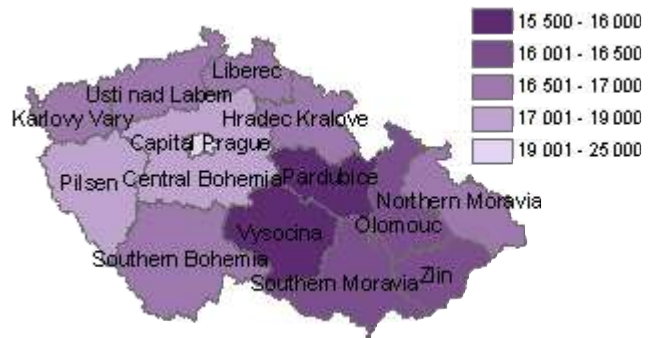 15 500 - 16 000
16 001 - 16 500
16 501 - 17 000
17 001 - 19 000
19 001 - 25 000
Liberec
Usti nad Labem
Karlovy Vary
Hradec Kralove
Capital Prague
Pilsen
Central Bohemia
Pardubice
Northern Moravia
Olomouc
Vysocina
Southern Bohemia
Southern Moravia
Zlin